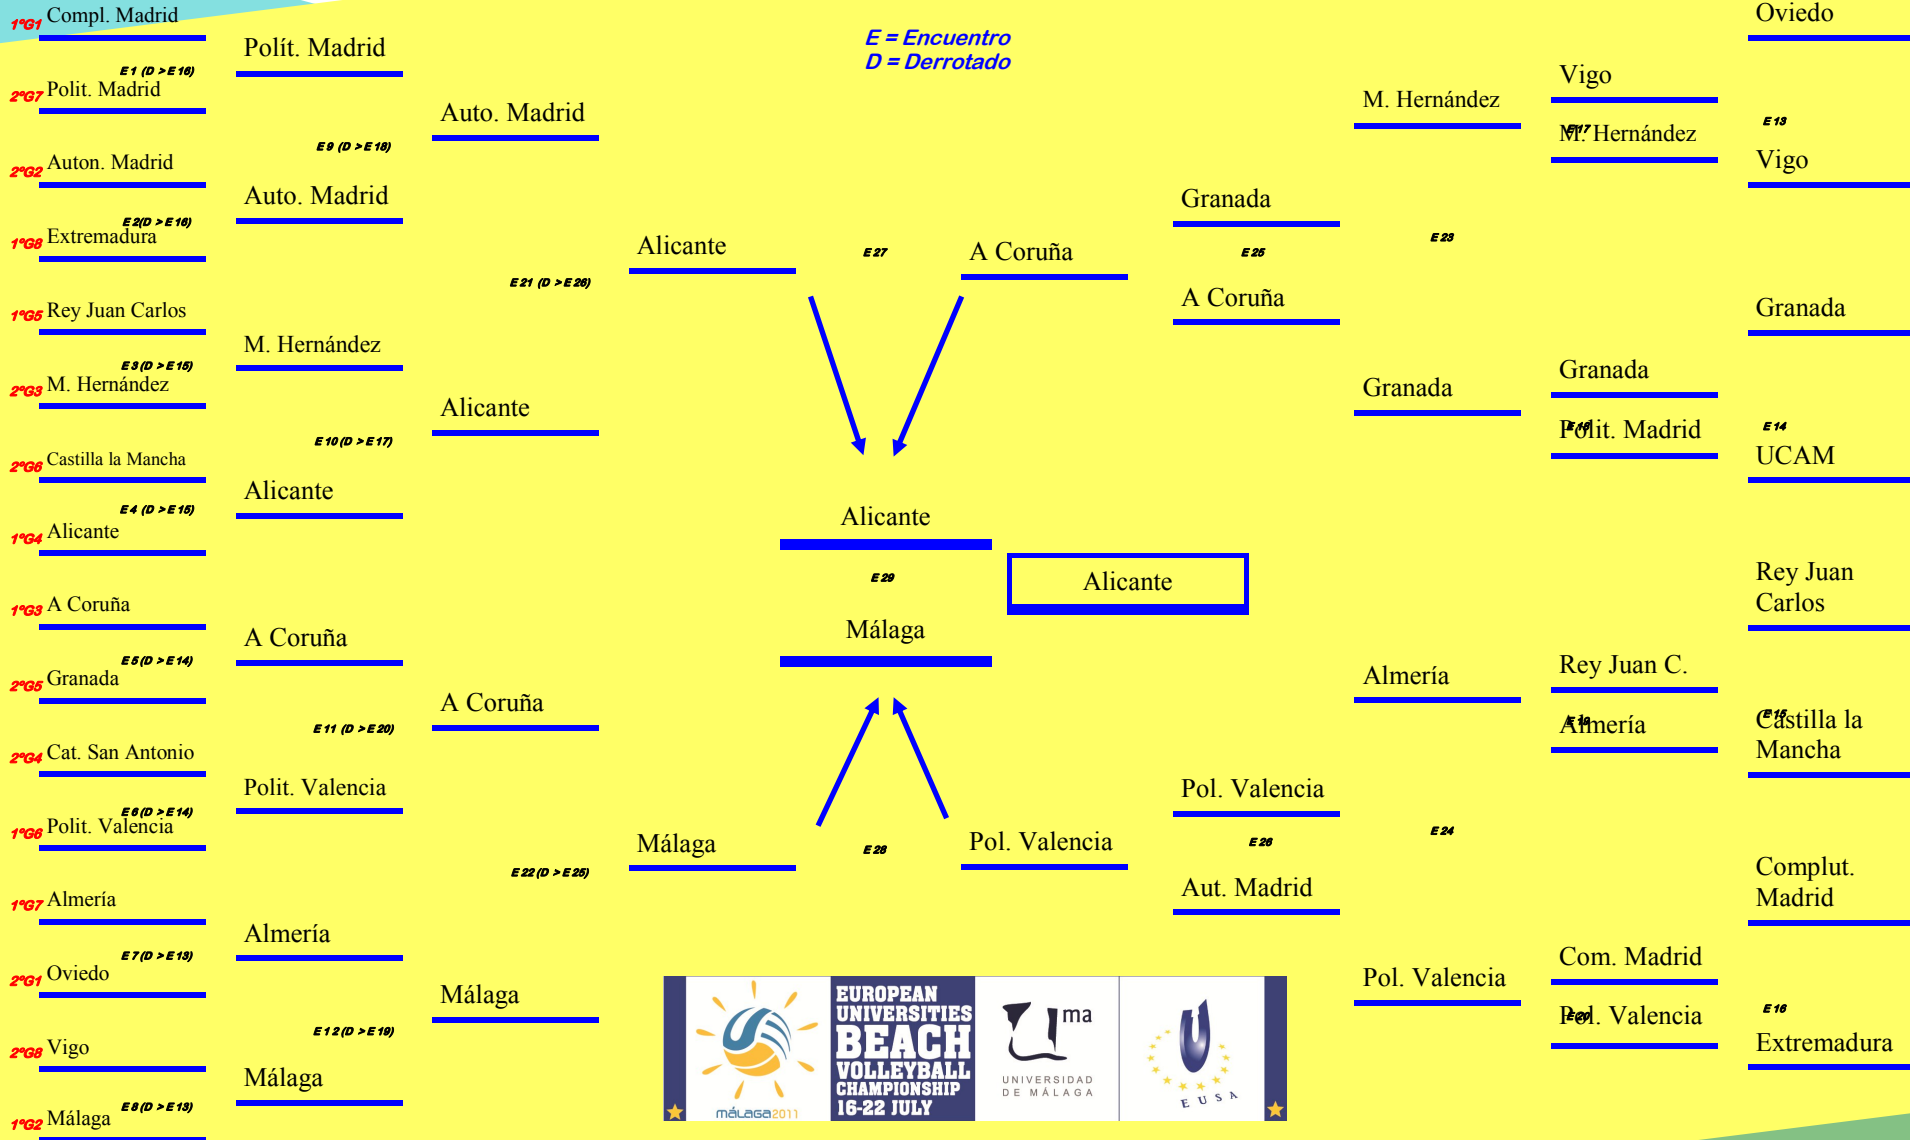 1ºG1 Compl. Madrid
E 1 (D > E 16)
2ºG7 Polit. Madrid
2ºG2 Auton. Madrid
E 2(D > E 16)
1ºG8 Extremadura
1ºG5 Rey Juan Carlos
E 3 (D > E 15)
2ºG3 M. Hernández
2ºG6 Castilla la Mancha
E 4 (D > E 15)
1ºG4 Alicante
1ºG3 A Coruña
E 5 (D > E 14)
2ºG5 Granada
2ºG4 Cat. San Antonio
E 6 (D > E 14)
1ºG6 Polit. Valencia
1ºG7 Almería
E 7 (D > E 13)
2ºG1 Oviedo
2ºG8 Vigo
E 8 (D > E 13)
1ºG2 Málaga
Polít. Madrid
E 9 (D > E 18)
Auto. Madrid
M. Hernández
E 10 (D > E 17)
Alicante
A Coruña
E 11 (D > E 20)
Polit. Valencia
Almería
E 1 2 (D > E 19)
Málaga
Auto. Madrid
E 21 (D > E 26)
Alicante
A Coruña
E 22 (D > E 25)
Málaga
E = Encuentro
D = Derrotado
Alicante
E 27
A Coruña
Alicante
E 29
Málaga
Alicante
Málaga
E 28
Pol. Valencia
Granada
E 25
A Coruña
Pol. Valencia
E 26
Aut. Madrid
M. Hernández
E 23
Granada
Almería
E 24
Pol. Valencia
Vigo
E 17
M. Hernández
Granada
Polit. Madrid
Rey Juan C.
E 19
Almería
Com. Madrid
E 20
Pol. Valencia
Oviedo
E 13
Vigo
Granada
E 14
UCAM
Rey Juan
Carlos
E 15
Castilla la
Mancha
Complut.
Madrid
E 16
Extremadura
málaga2011
EUROPEAN
UNIVERSITIES
BEACH
VOLLEYBALL
CHAMPIONSHIP
16-22 JULY
uma
UNIVERSIDAD
DE MÁLAGA
EUSA